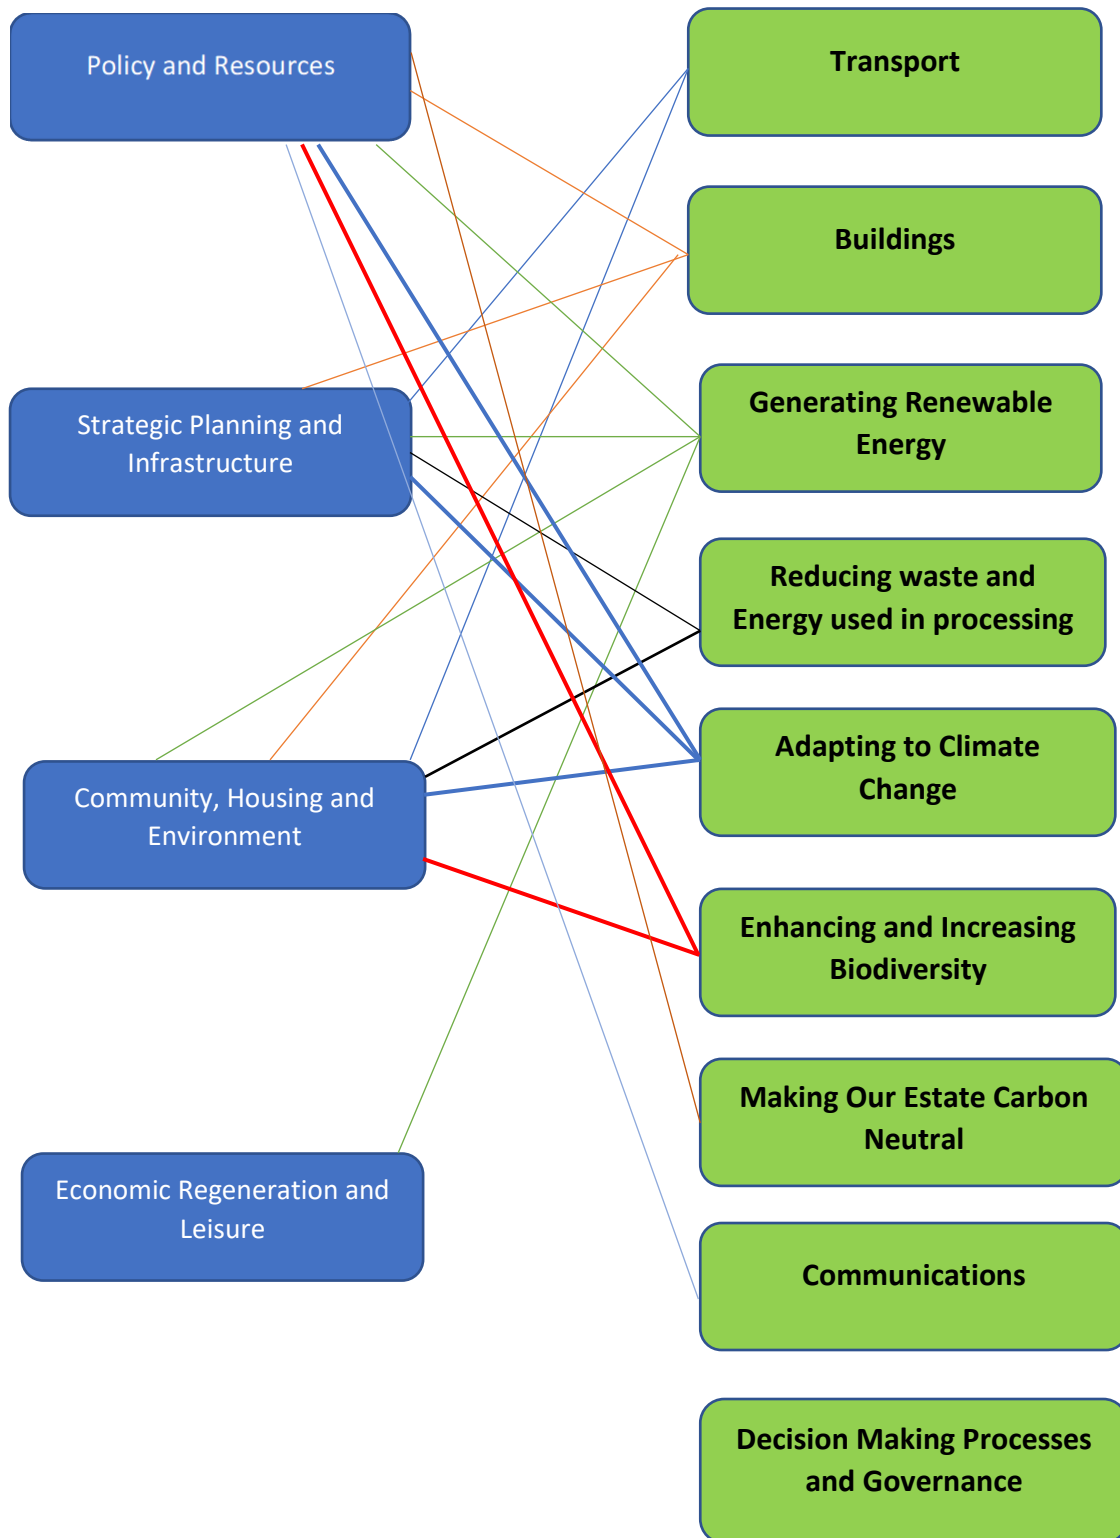 Policy and Resources
Transport
Buildings
Strategic Planning and
Infrastructure
Generating Renewable
Energy
Reducing waste and
Energy used in processing
Community, Housing and
Environment
Adapting to Climate
Change
Enhancing and Increasing
Biodiversity
Making Our Estate Carbon
Neutral
Economic Regeneration and
Leisure
Communications
Decision Making Processes
and Governance